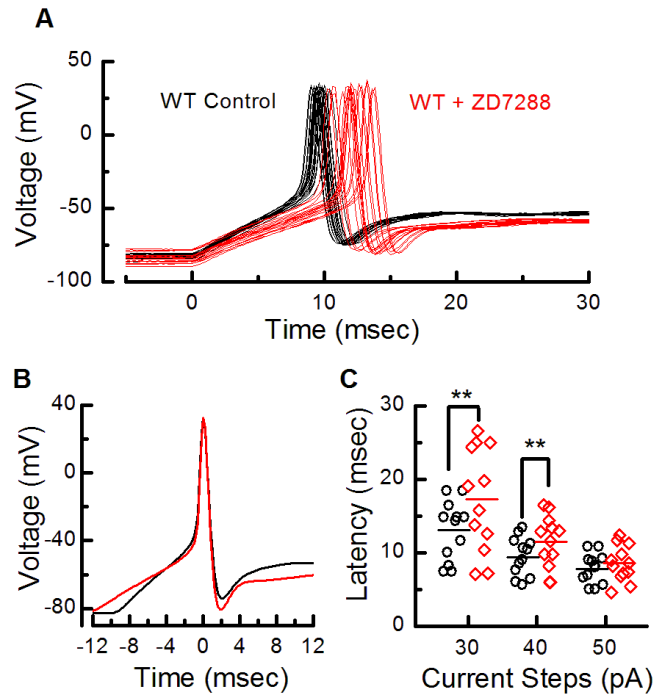 A
50
0
-50
-100
Voltage (mV)
WT Control
WT + ZD7288
0
10
20
30
Time (msec)
B
40
0
-40
-80
Voltage (mV)
-12
-8
-4
0
4
8
12
Time (msec)
C
30
20
10
0
Latency (msec)
**
**
30
40
50
Current Steps (pA)